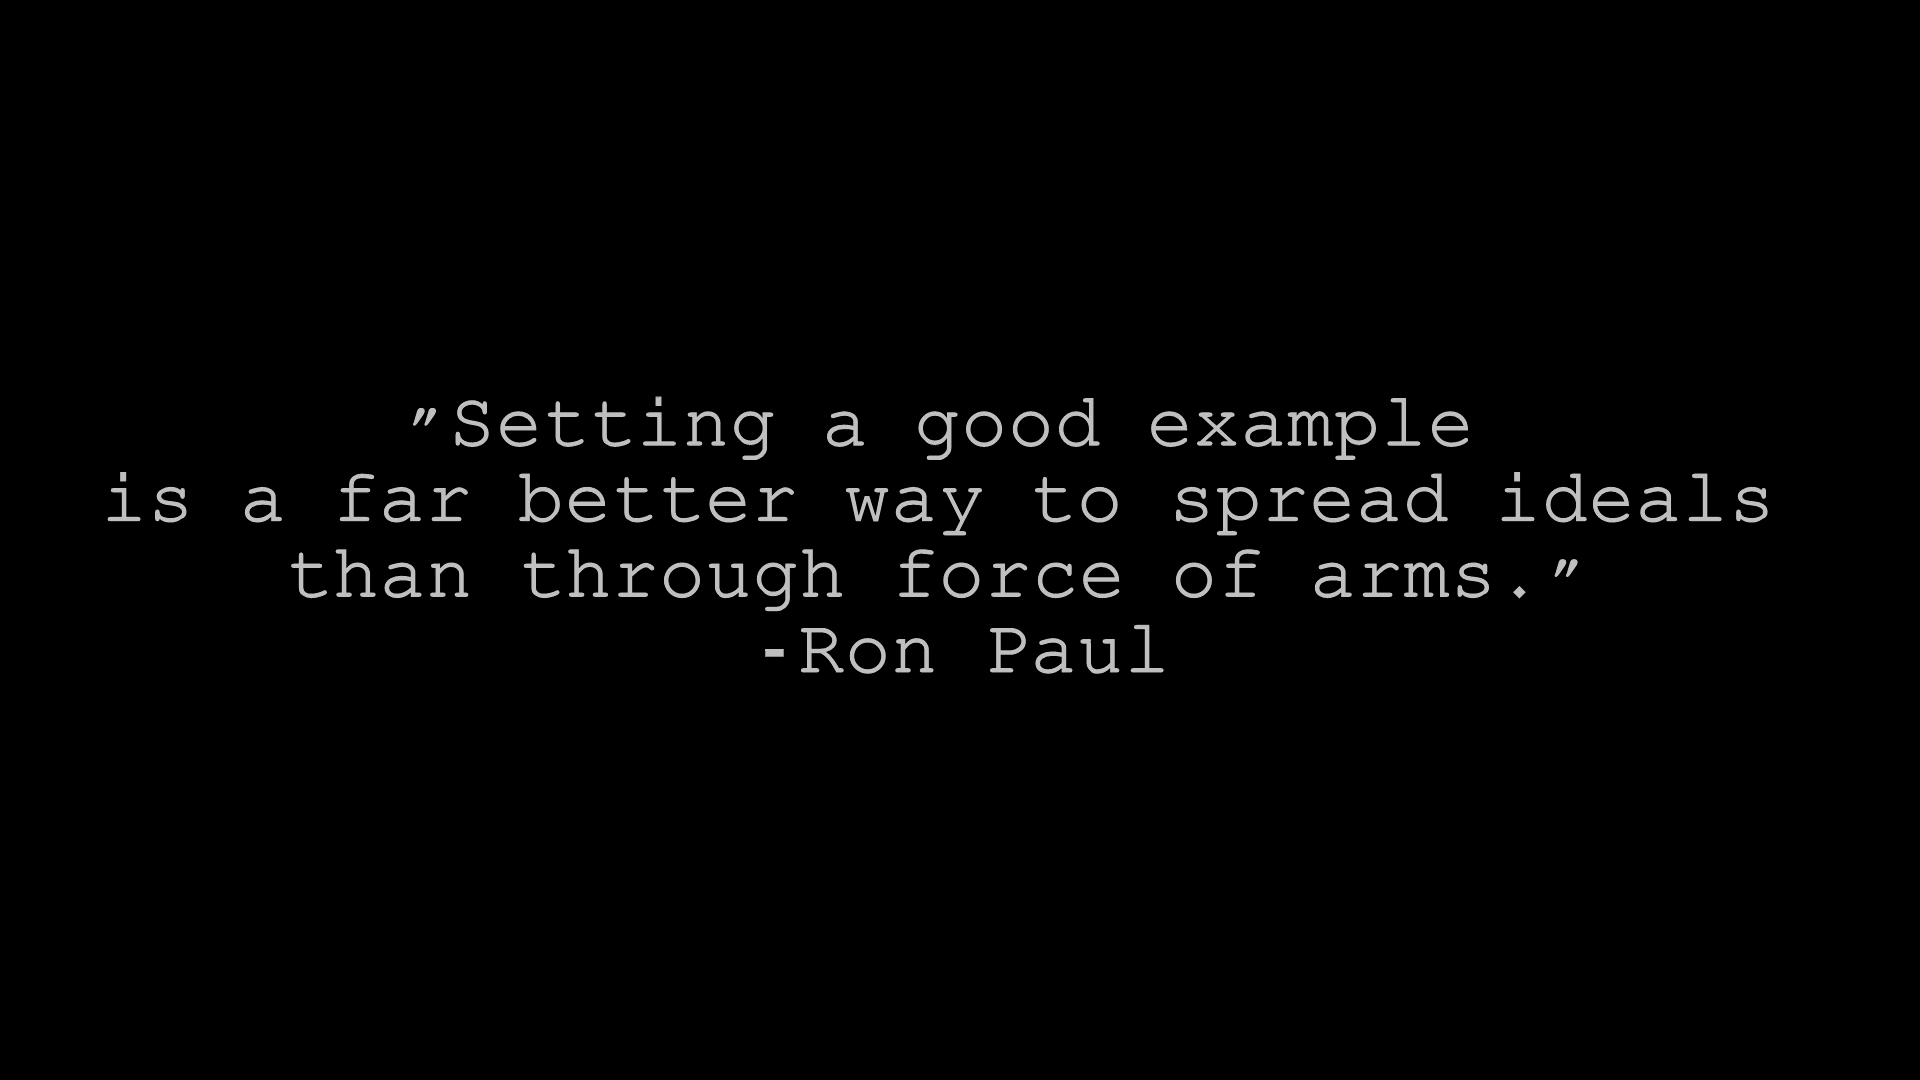 "Setting a good example
is a far better way to spread ideals
than through force of arms."
-Ron Paul